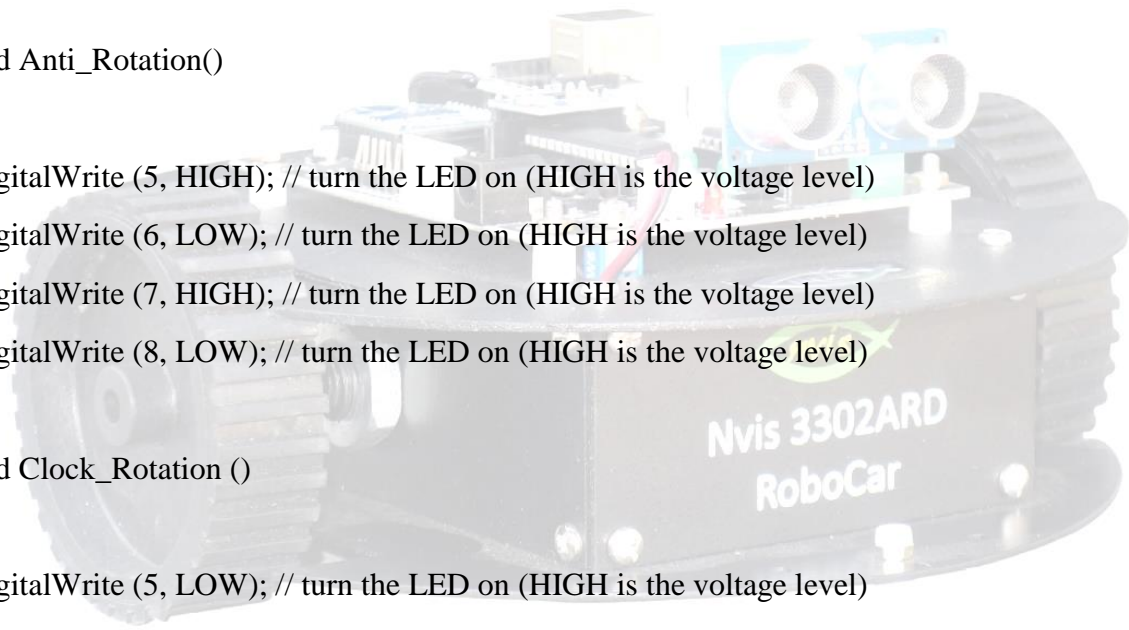 d Anti_Rotation()
gitalWrite (5, HIGH); // turn the LED on (HIGH is the voltage level)
gitalWrite (6, LOW); // turn the LED on (HIGH is the voltage level)
gitalWrite (7, HIGH); // turn the LED on (HIGH is the voltage level)
gitalWrite (8, LOW); // turn the LED on (HIGH is the voltage level)
Nvis 3302ARD
RoboCar
d Clock_Rotation ()
gitalWrite (5, LOW); // turn the LED on (HIGH is the voltage level)